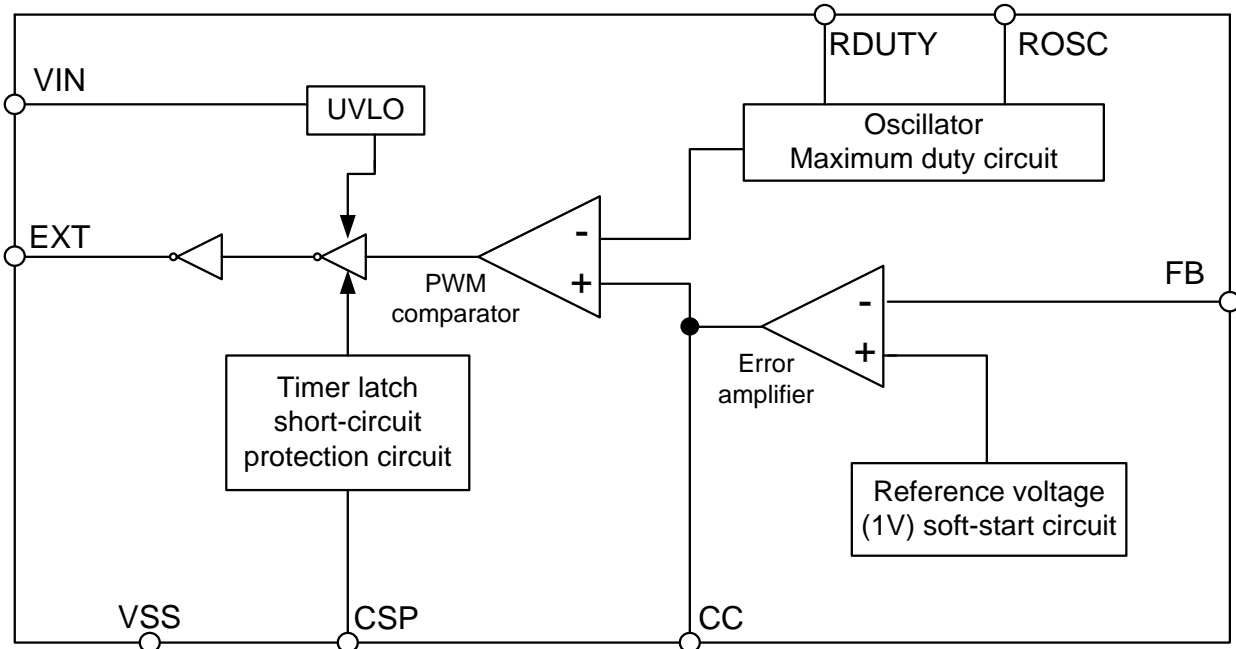 RDUTY
ROSC
VIN
UVLO
Oscillator
Maximum duty circuit
EXT
-
+
PWM
comparator
FB
-
+
Error
amplifier
Timer latch
short-circuit
protection circuit
Reference voltage
(1V) soft-start circuit
VSS
CSP
CC